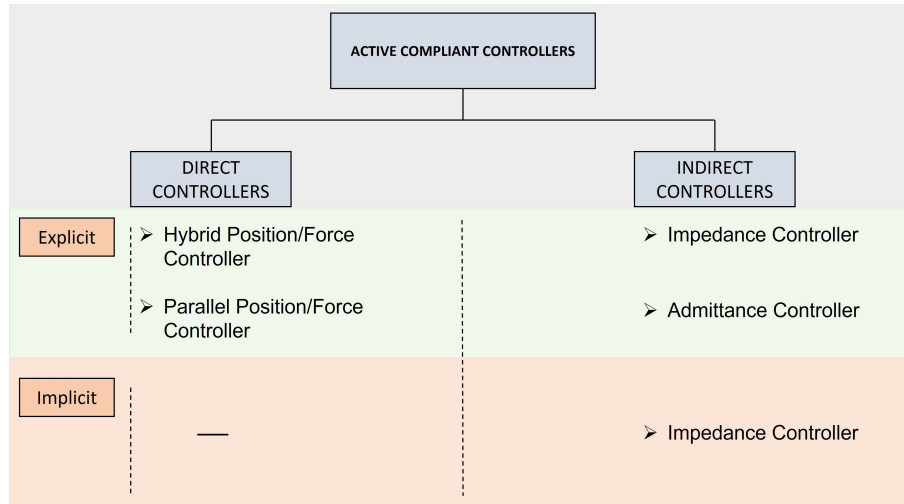 ACTIVE COMPLIANT CONTROLLERS
DIRECT
CONTROLLERS
INDIRECT
CONTROLLERS
Explicit
➢ Hybrid Position/Force
Controller
➢ Parallel Position/Force
Controller
➢ Impedance Controller
➢ Admittance Controller
Implicit
—
➢ Impedance Controller